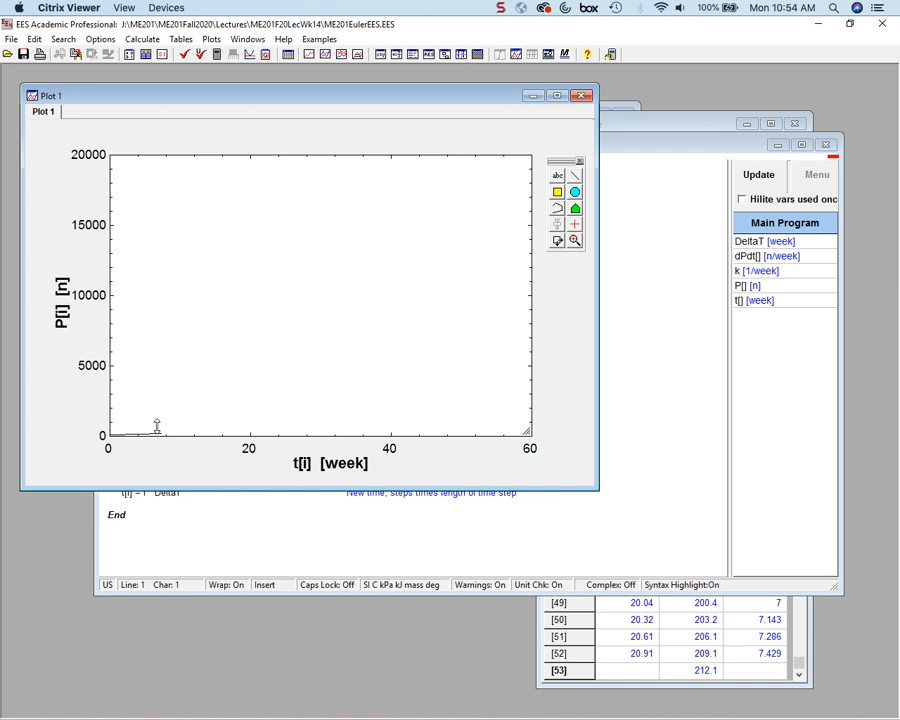 Citrix Viewer View Devices
100% Mon 10:54 AM
EES Academic Professional: J:\ME201\ME201Fall2020\Lectures\ME201F20LecWk14\ME201EulerEES.EES
File Edit Search Options Calculate Tables Plots Windows Help Examples
Plot 1
Plot 1
20000
15000
10000
5000
0
P[i] [n]
0 20 40 60
t[i] [week]
abc
Update Menu
Hilite vars used onc
Main Program
DeltaT [week]
dPdt[] [n/week]
k [1/week]
P[] [n]
t[] [week]
New time, steps times length of time step
End
US Line: 1 Char: 1 Wrap: On Insert Caps Lock: Off SI C kPa kJ mass deg Warnings: On Unit Chk: On Complex: Off Syntax Highlight:On
[49] 20.04 200.4 7
[50] 20.32 203.2 7.143
[51] 20.61 206.1 7.286
[52] 20.91 209.1 7.429
[53] 212.1